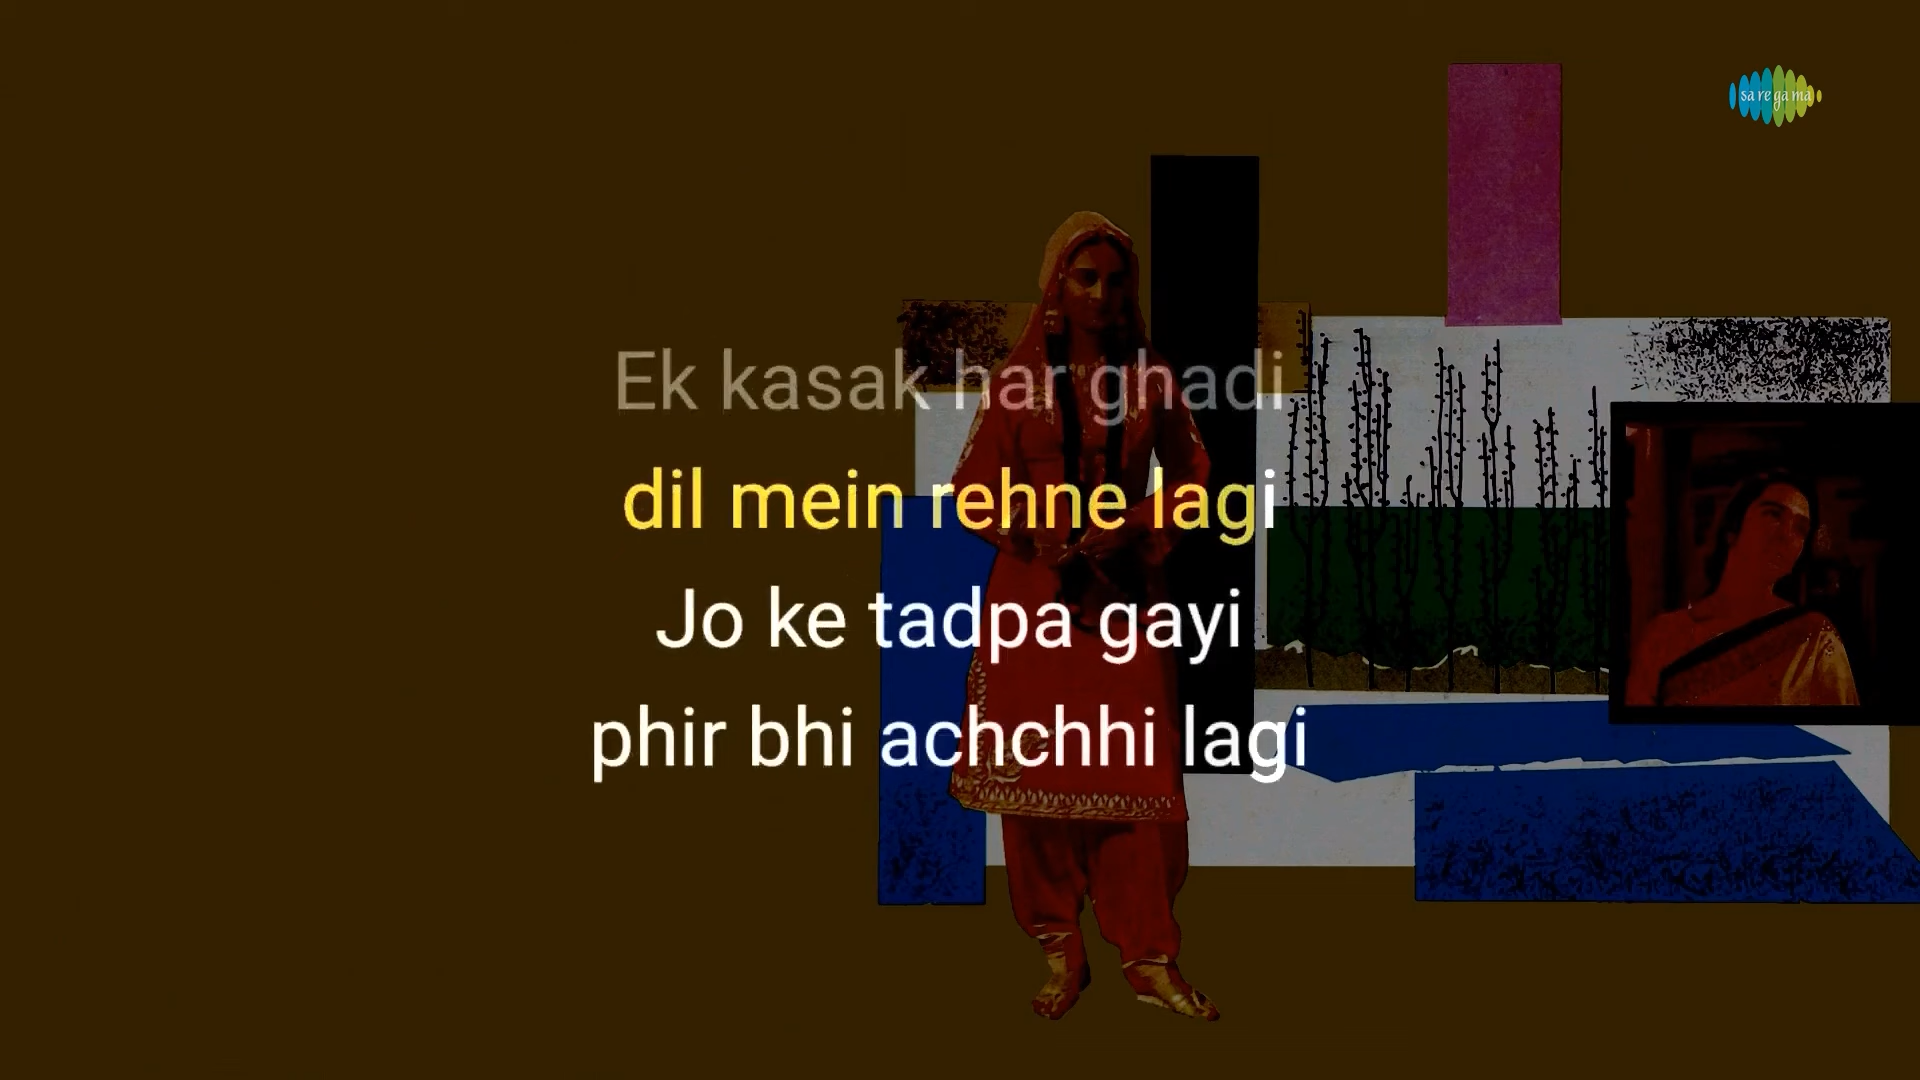 sa re ga ma
Ek kasak har ghadi
dil mein rehne lagi
Jo ke tadpa gayi
phir bhi achchhi lagi